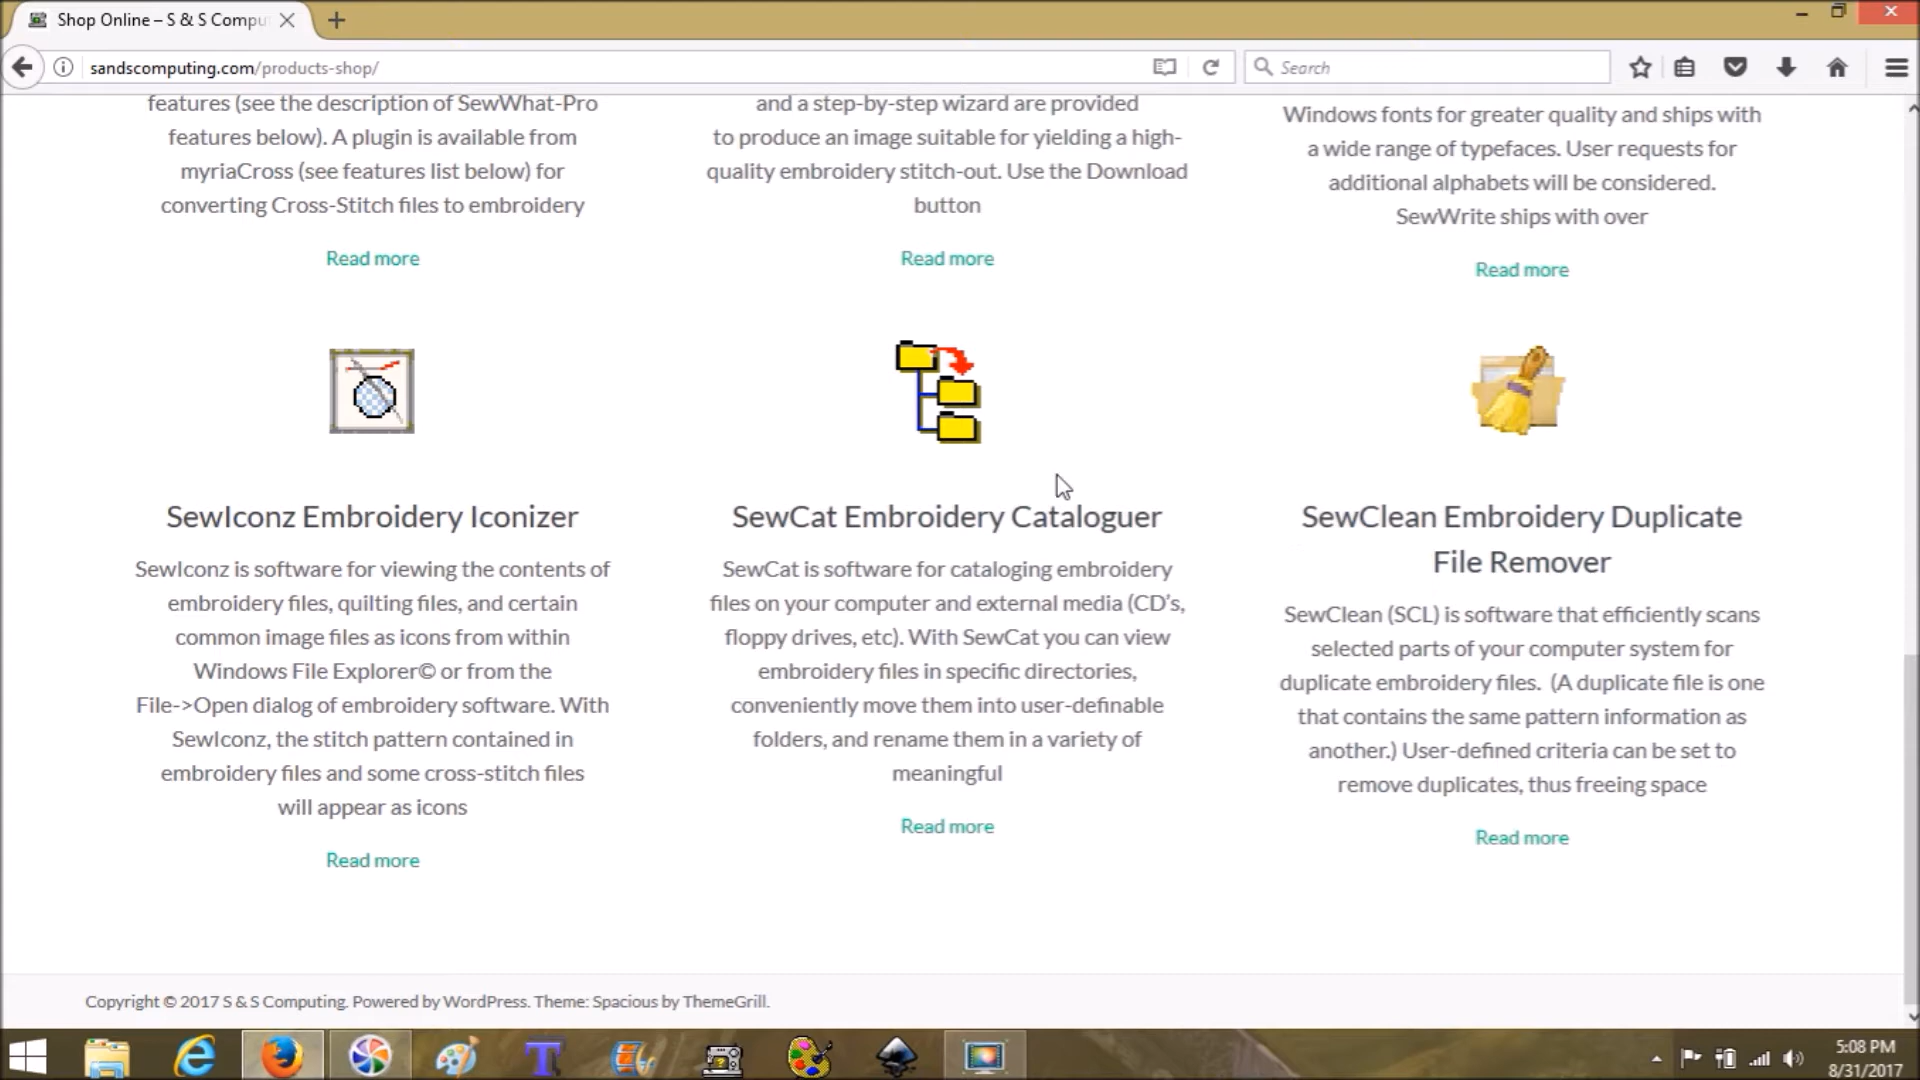 Shop Online – S & S Compu
sandscomputing.com/products-shop/
Search
features (see the description of SewWhat-Pro
features below). A plugin is available from
myriaCross (see features list below) for
converting Cross-Stitch files to embroidery
Read more
and a step-by-step wizard are provided
to produce an image suitable for yielding a high-
quality embroidery stitch-out. Use the Download
button
Read more
Windows fonts for greater quality and ships with
a wide range of typefaces. User requests for
additional alphabets will be considered.
SewWrite ships with over
Read more
SewIconz Embroidery Iconizer
SewIconz is software for viewing the contents of
embroidery files, quilting files, and certain
common image files as icons from within
Windows File Explorer© or from the
File->Open dialog of embroidery software. With
SewIconz, the stitch pattern contained in
embroidery files and some cross-stitch files
will appear as icons
Read more
SewCat Embroidery Cataloguer
SewCat is software for cataloging embroidery
files on your computer and external media (CD's,
floppy drives, etc). With SewCat you can view
embroidery files in specific directories,
conveniently move them into user-definable
folders, and rename them in a variety of
meaningful
Read more
SewClean Embroidery Duplicate
File Remover
SewClean (SCL) is software that efficiently scans
selected parts of your computer system for
duplicate embroidery files. (A duplicate file is one
that contains the same pattern information as
another.) User-defined criteria can be set to
remove duplicates, thus freeing space
Read more
Copyright © 2017 S & S Computing. Powered by WordPress. Theme: Spacious by ThemeGrill.
5:08 PM
8/31/2017